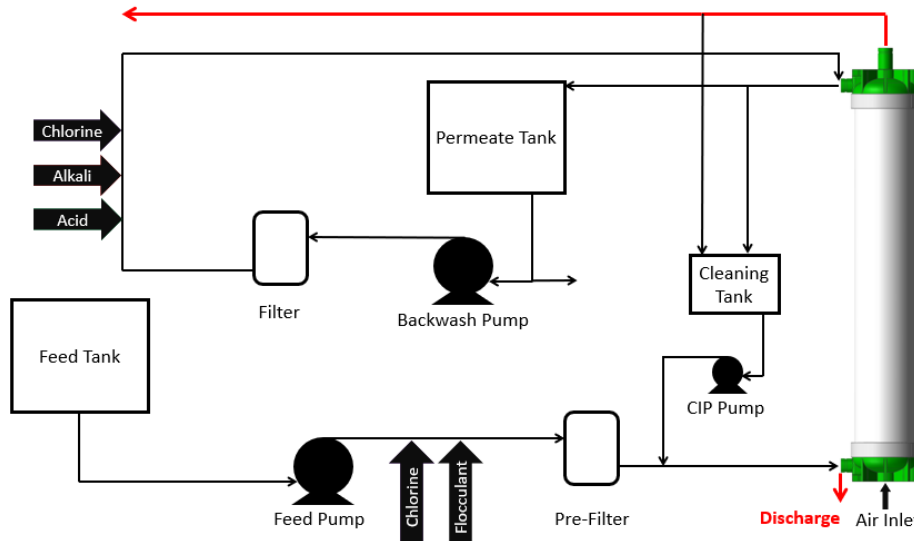 Chlorine
Alkali
Acid
Permeate Tank
Filter
Backwash Pump
Cleaning
Tank
Feed Tank
CIP Pump
Feed Pump
Chlorine
Flocculant
Pre-Filter
Discharge
Air Inlet